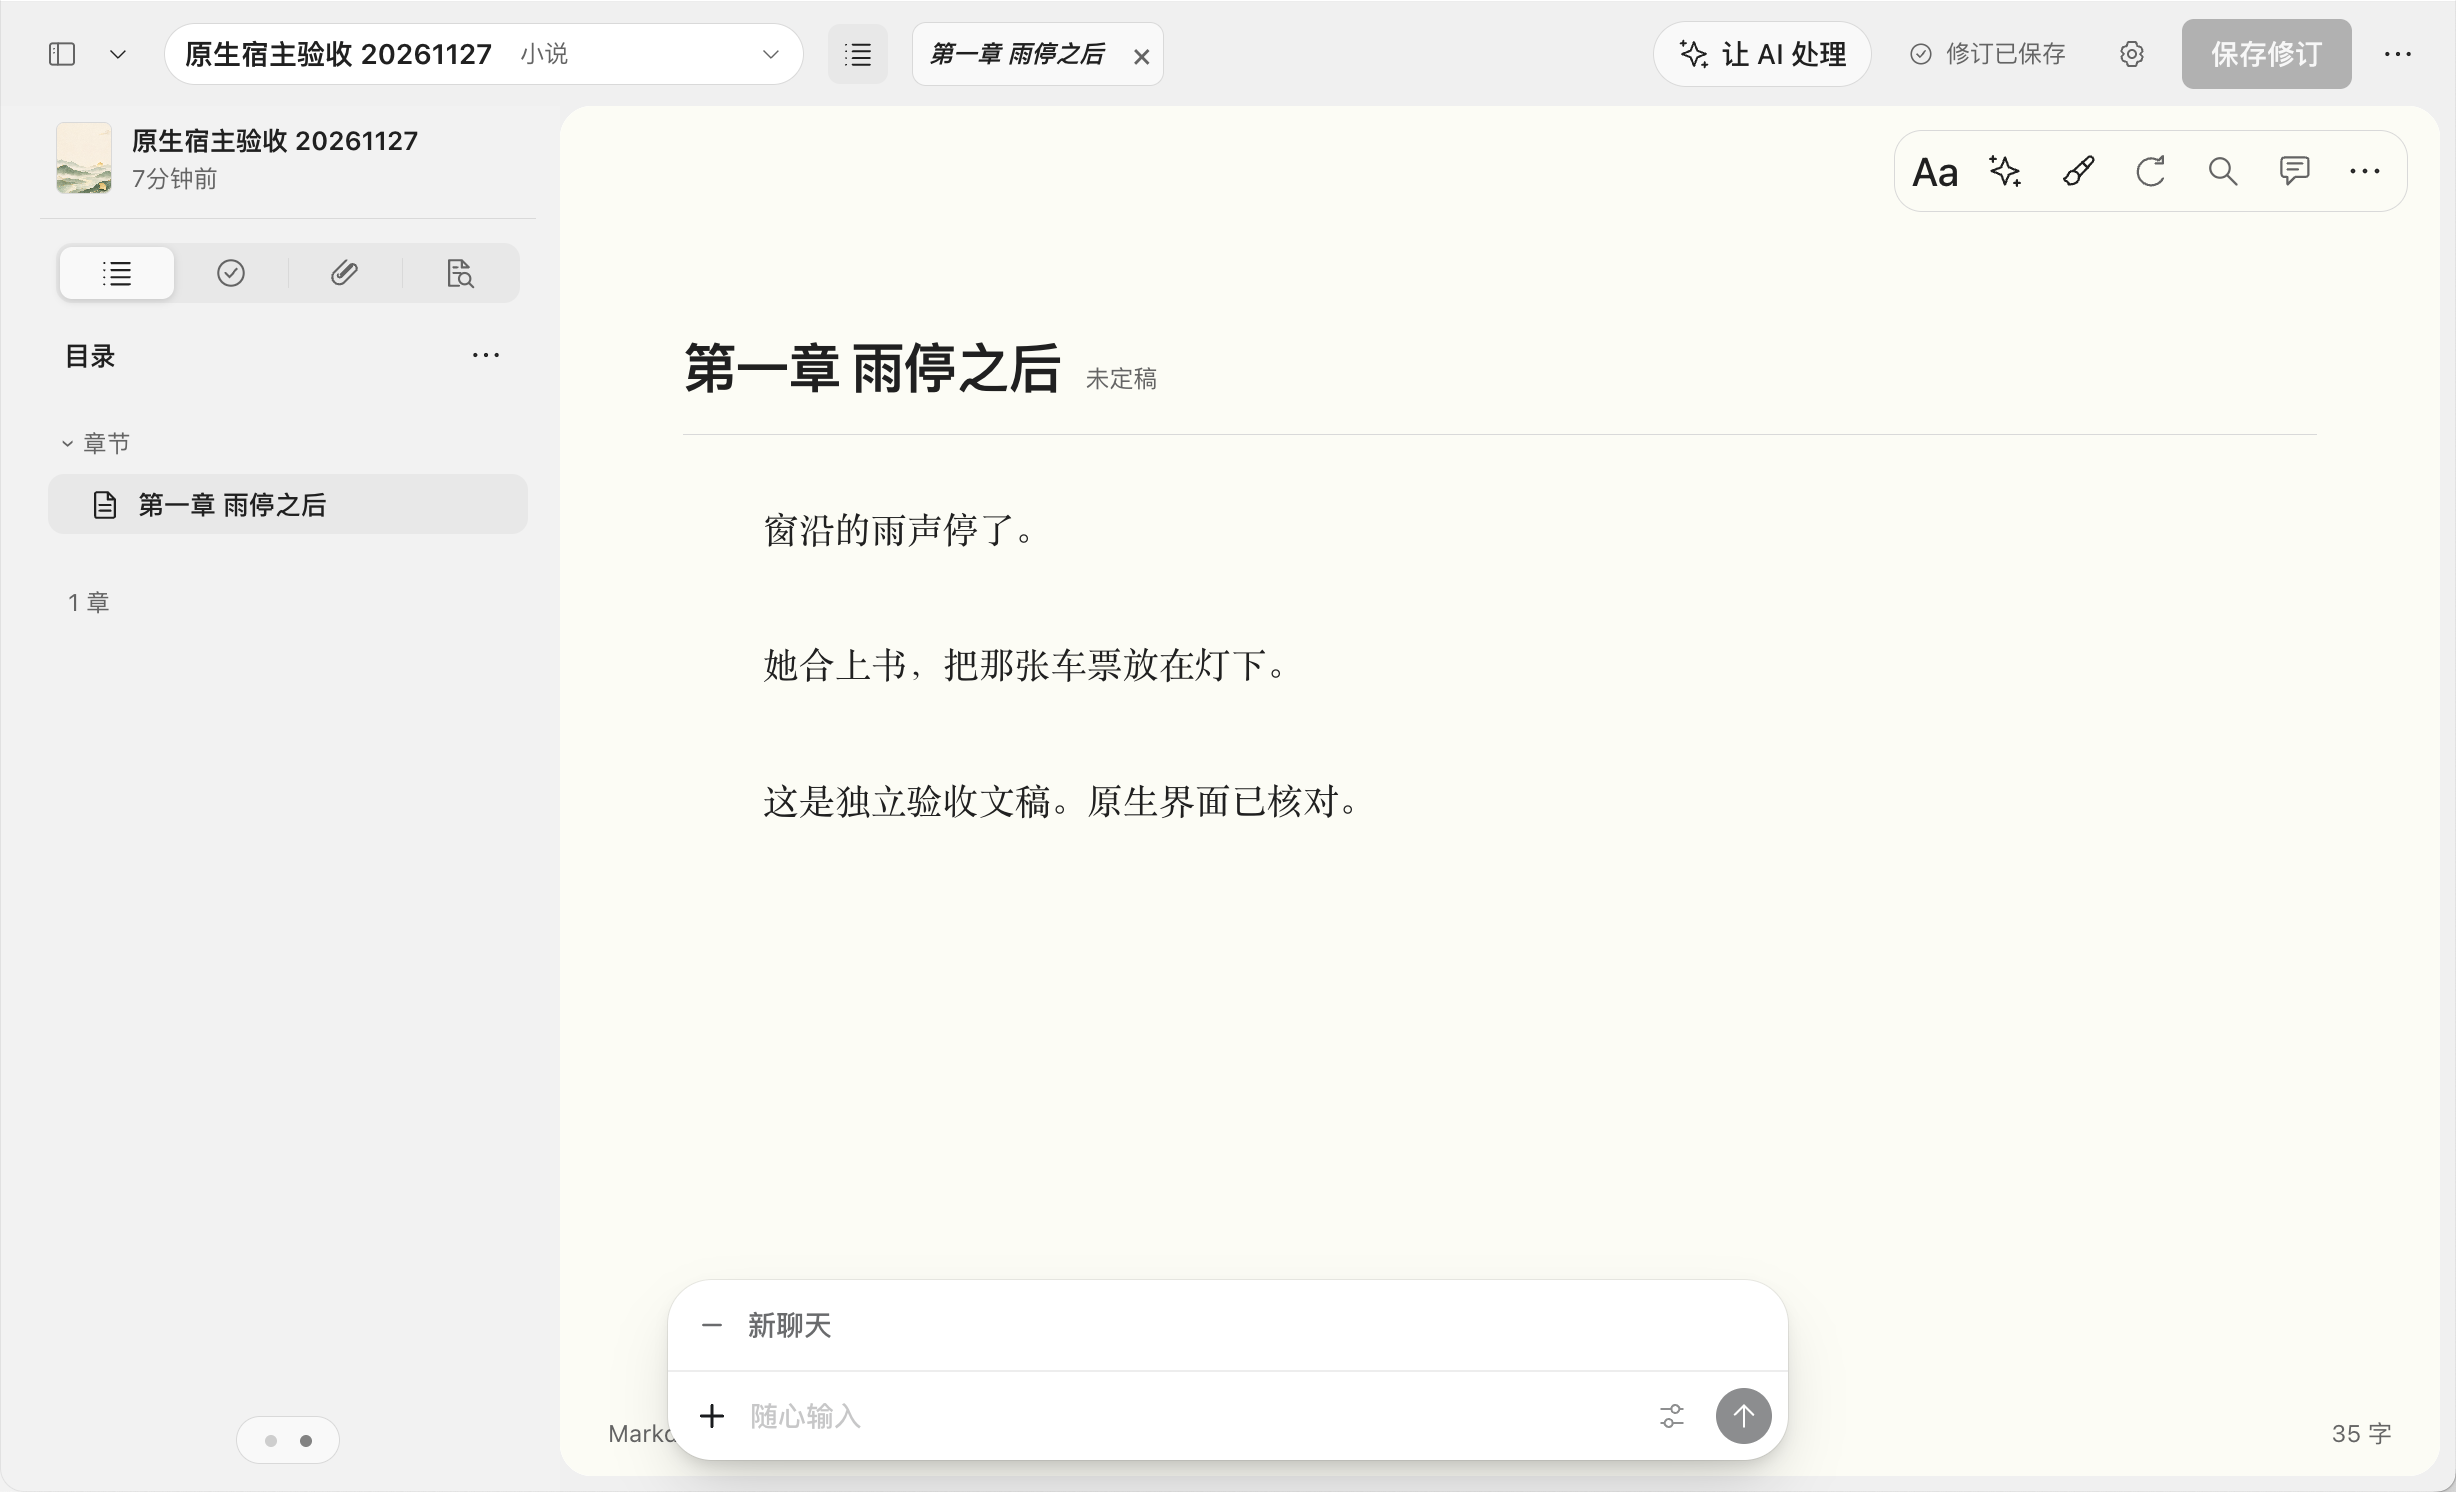 原生宿主验收 20261127 小说
第一章 雨停之后
让 AI 处理
修订已保存
保存修订
原生宿主验收 20261127
7分钟前
目录
章节
第一章 雨停之后
1 章
Aa
第一章 雨停之后 未定稿
窗沿的雨声停了。
她合上书，把那张车票放在灯下。
这是独立验收文稿。原生界面已核对。
新聊天
随心输入
35 字